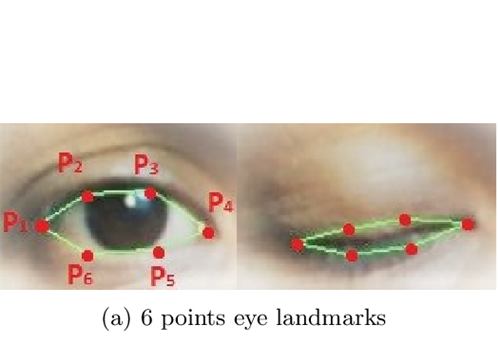 P2 P3
P1 P4
P6 P5
(a) 6 points eye landmarks